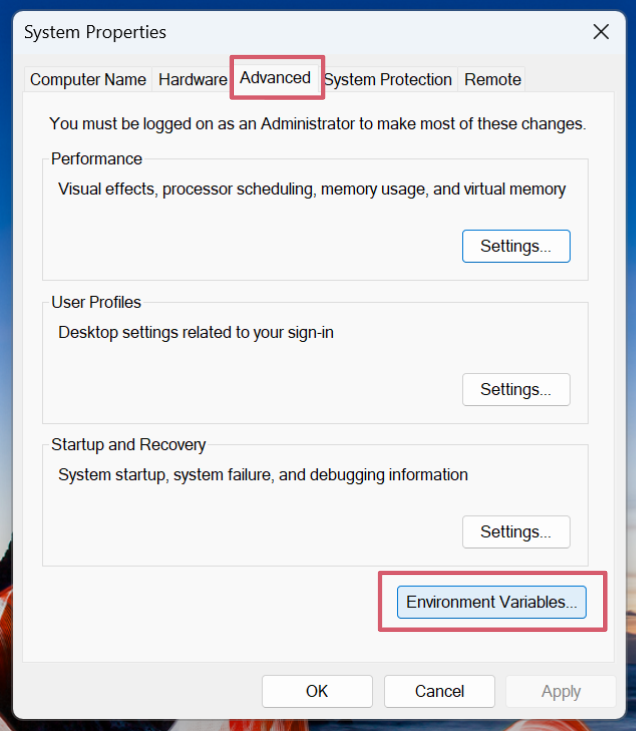 System Properties
Computer Name Hardware Advanced System Protection Remote
You must be logged on as an Administrator to make most of these changes.
Performance
Visual effects, processor scheduling, memory usage, and virtual memory
Settings...
User Profiles
Desktop settings related to your sign-in
Settings...
Startup and Recovery
System startup, system failure, and debugging information
Settings...
Environment Variables...
OK Cancel Apply